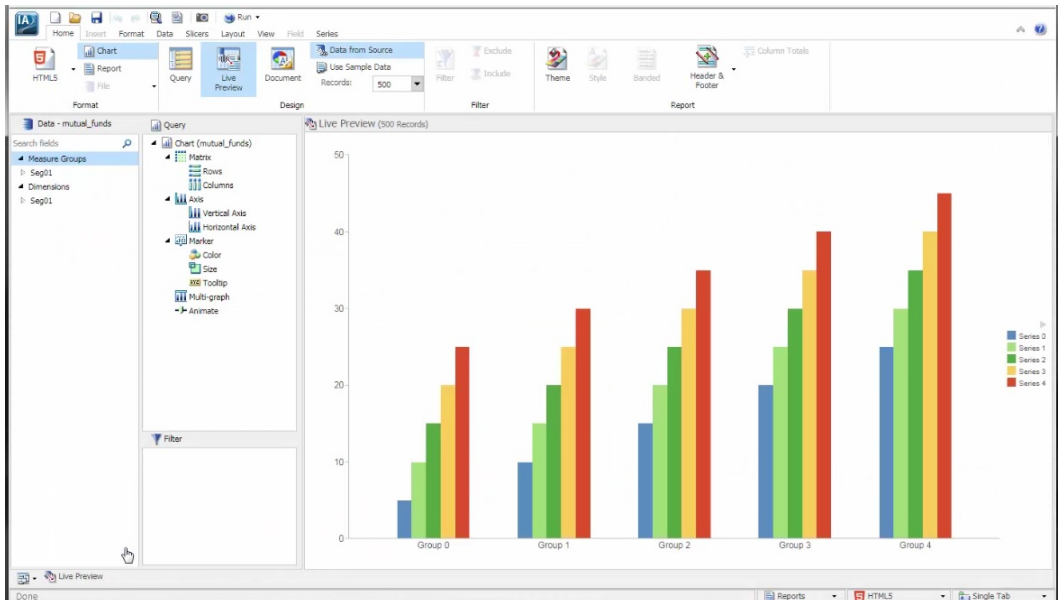 IA
Run
Home Insert Format Data Slicers Layout View Field Series
HTML5
Chart
Report
File
Format
Query
Live Preview
Document
Data from Source
Use Sample Data
Records: 500
Design
Filter
Exclude
Include
Filter
Theme
Style
Banded
Header & Footer
Column Totals
Report
Data - mutual_funds
Search fields
Measure Groups
Seg01
Dimensions
Seg01
Query
Chart (mutual_funds)
Matrix
Rows
Columns
Axis
Vertical Axis
Horizontal Axis
Marker
Color
Size
Tooltip
Multi-graph
Animate
Filter
Live Preview (500 Records)
50
40
30
20
10
0
Group 0 Group 1 Group 2 Group 3 Group 4
Series 0
Series 1
Series 2
Series 3
Series 4
Live Preview
Done
Reports HTML5 Single Tab